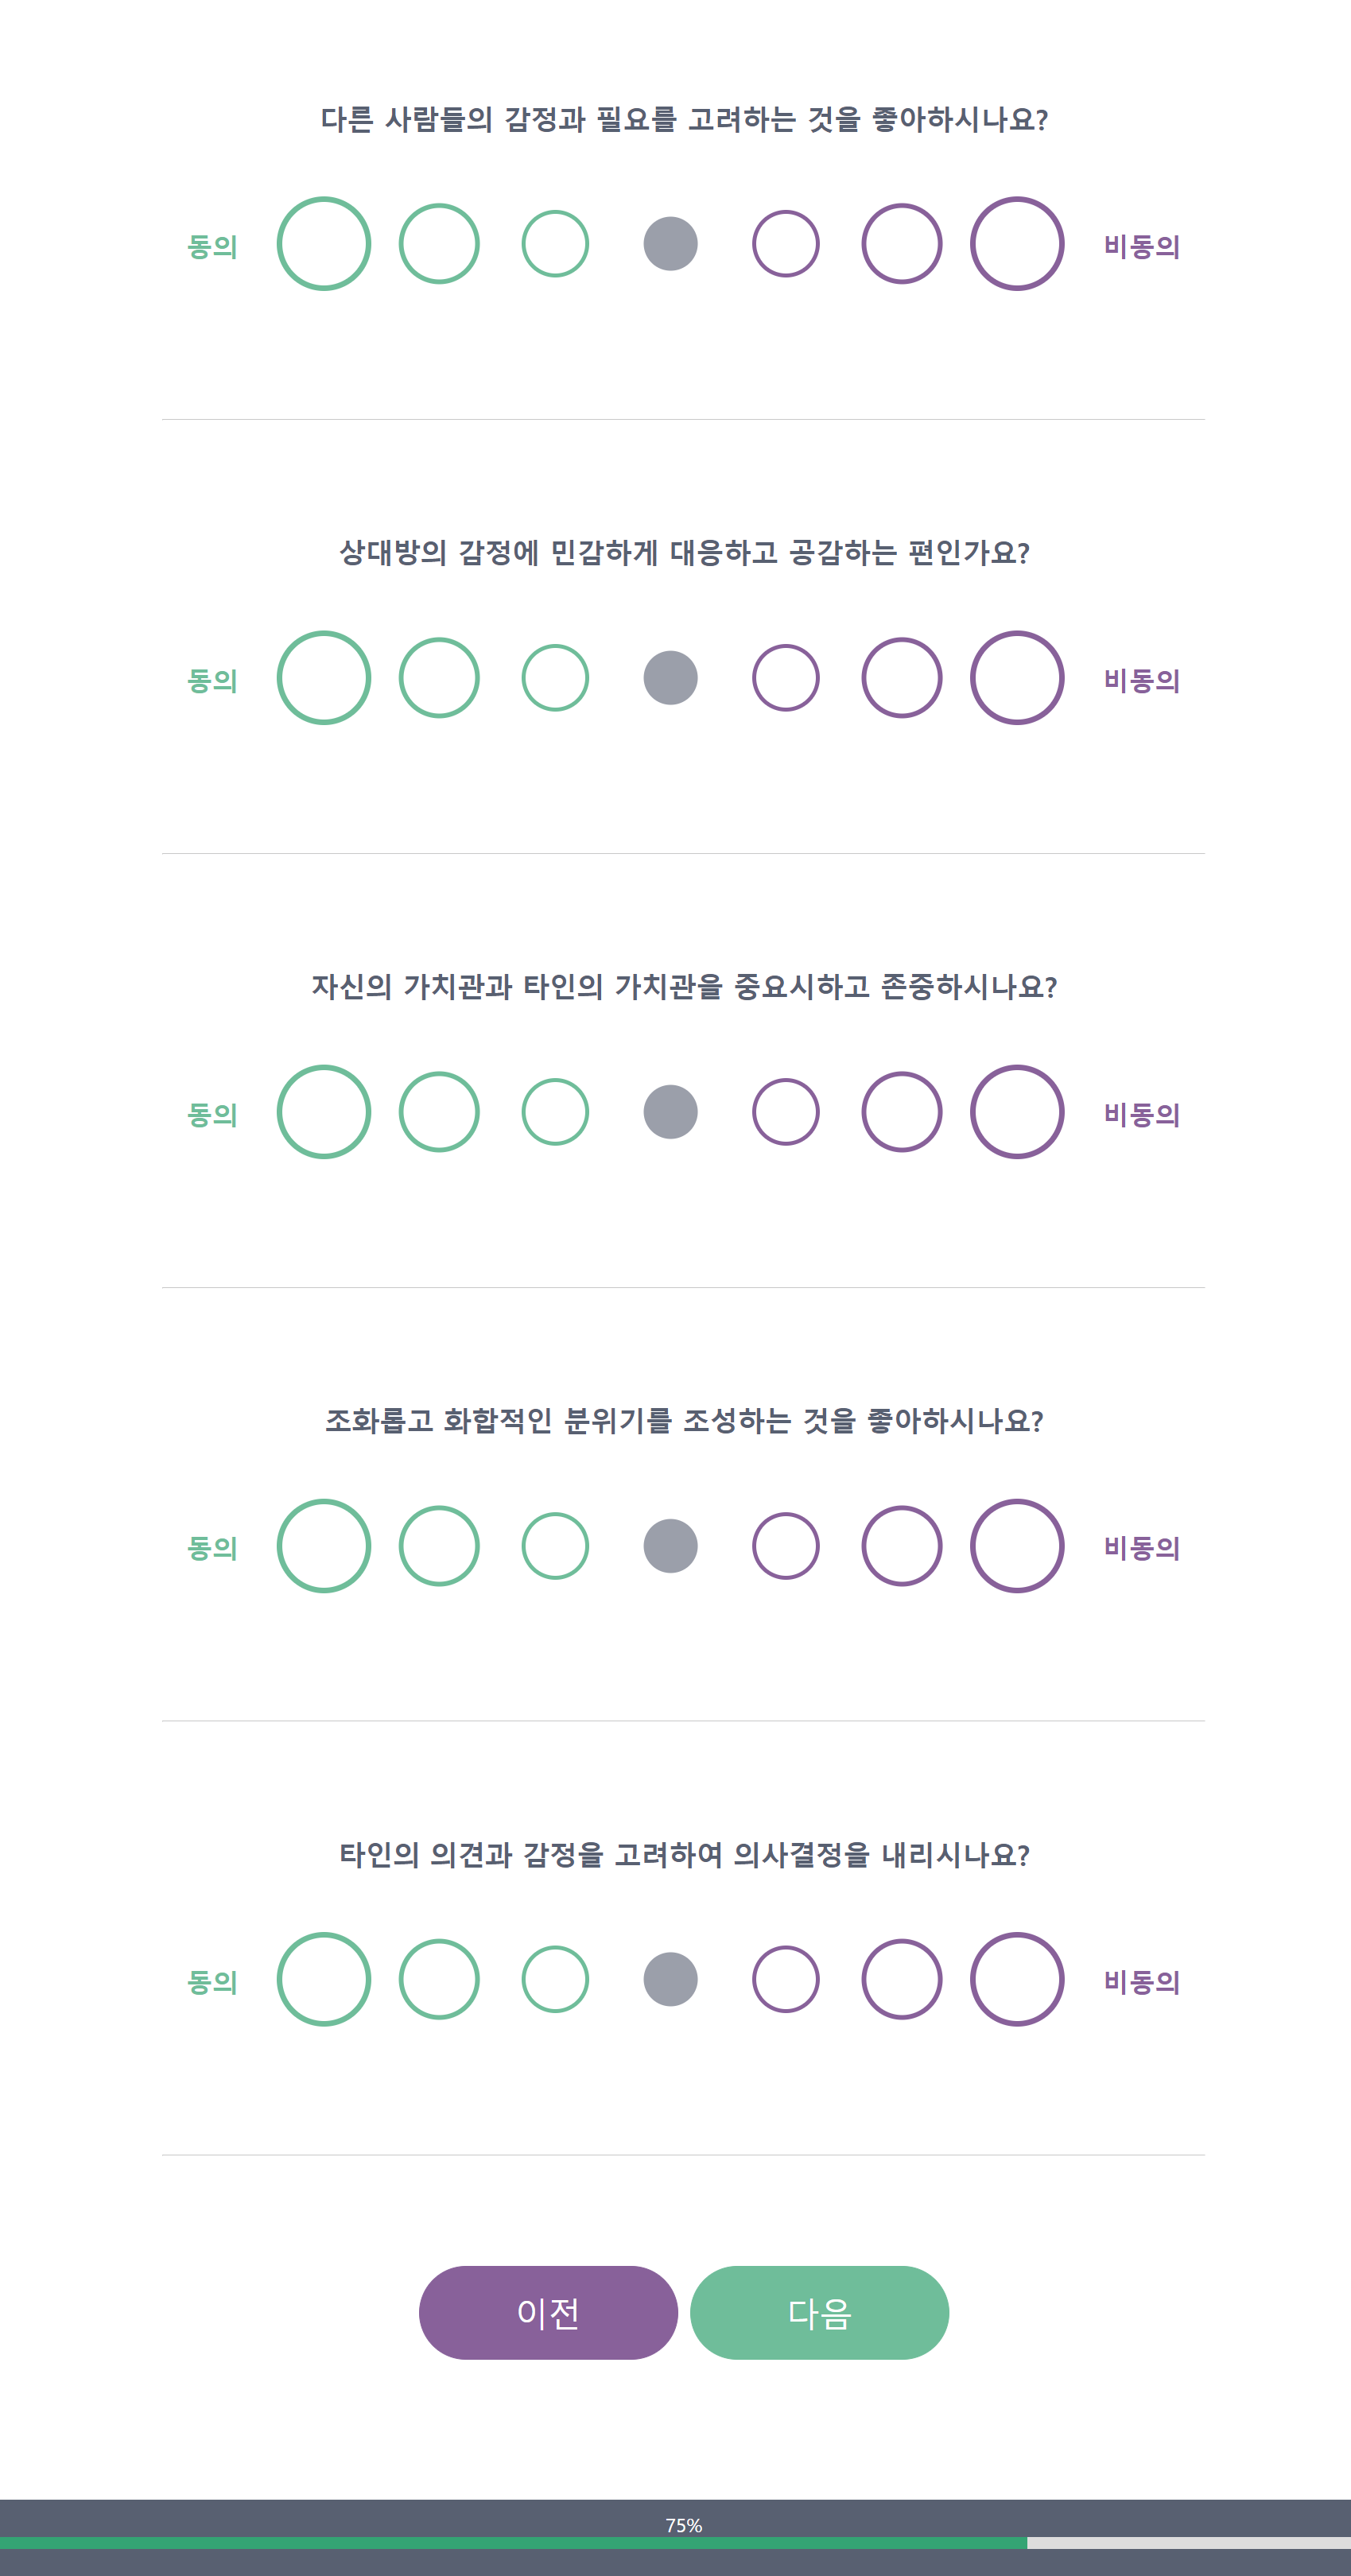 다른 사람들의 감정과 필요를 고려하는 것을 좋아하시나요?
동의 비동의
상대방의 감정에 민감하게 대응하고 공감하는 편인가요?
동의 비동의
자신의 가치관과 타인의 가치관을 중요시하고 존중하시나요?
동의 비동의
조화롭고 화합적인 분위기를 조성하는 것을 좋아하시나요?
동의 비동의
타인의 의견과 감정을 고려하여 의사결정을 내리시나요?
동의 비동의
이전 다음
75%